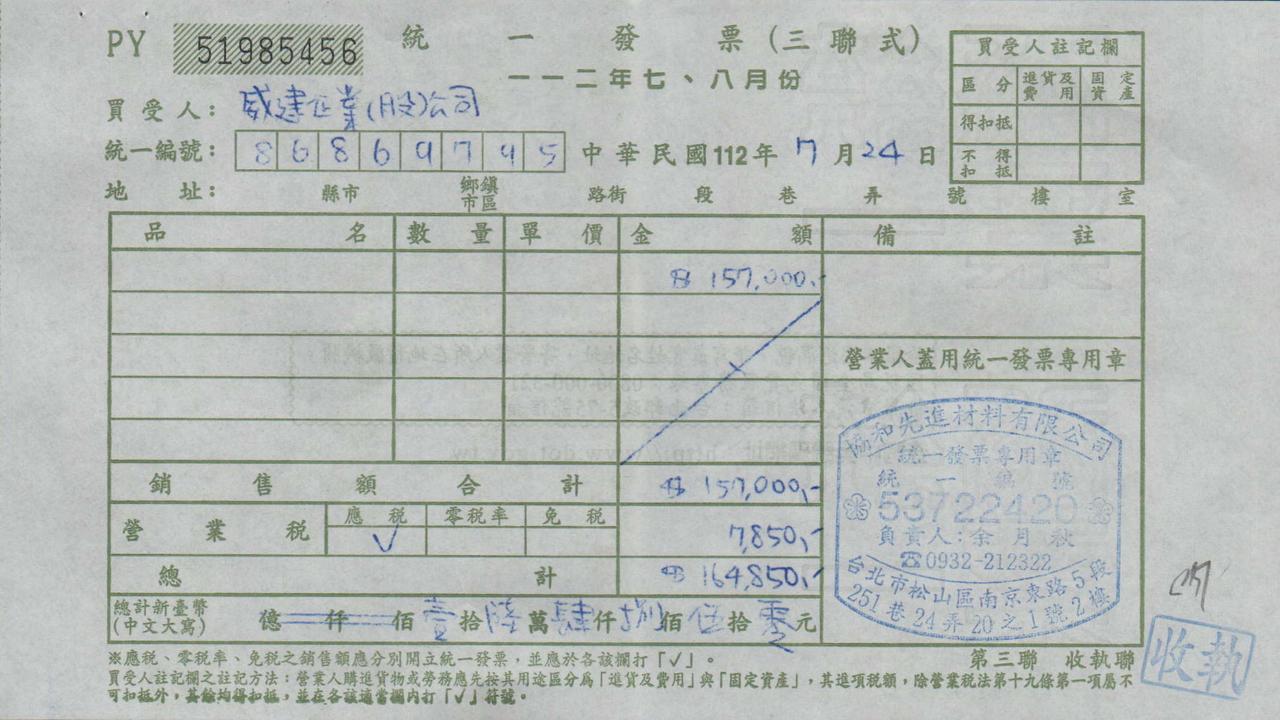 PY 51985456 統一發票(三聯式)
一一二年七、八月份
買受人註記欄
區分 進貨及費用 固定資產
得扣抵
不得扣抵
買受人: 威建企業(股)公司
統一編號: 86869795 中華民國112年7月24日
地址: 縣市 鄉鎮市區 路街 段 巷 弄 號 樓 室
品名 數量 單價 金額 備註
$157,000.-
營業人蓋用統一發票專用章
銷售額合計 $157,000,-
營業稅 應稅 零稅率 免稅
✓ 7,850,-
總計 $164,850,-
總計新臺幣(中文大寫) 億仟佰壹拾陸萬肆仟捌佰伍拾零元
協和先進材料有限公司
統一發票專用章
統一編號
53722420
負責人:余月秋
☎0932-212322
台北市松山區南京東路5段
251巷24弄20之1號2樓
收執
※應稅、零稅率、免稅之銷售額應分別開立統一發票,並應於各該欄打「✓」。
第三聯 收執聯
買受人註記欄之註記方法:營業人購進貨物或勞務應先按其用途區分為「進貨及費用」與「固定資產」,其進項稅額,除營業稅法第十九條第一項屬不
可扣抵外,其餘均得扣抵,並在各該適當欄內打「✓」符號。